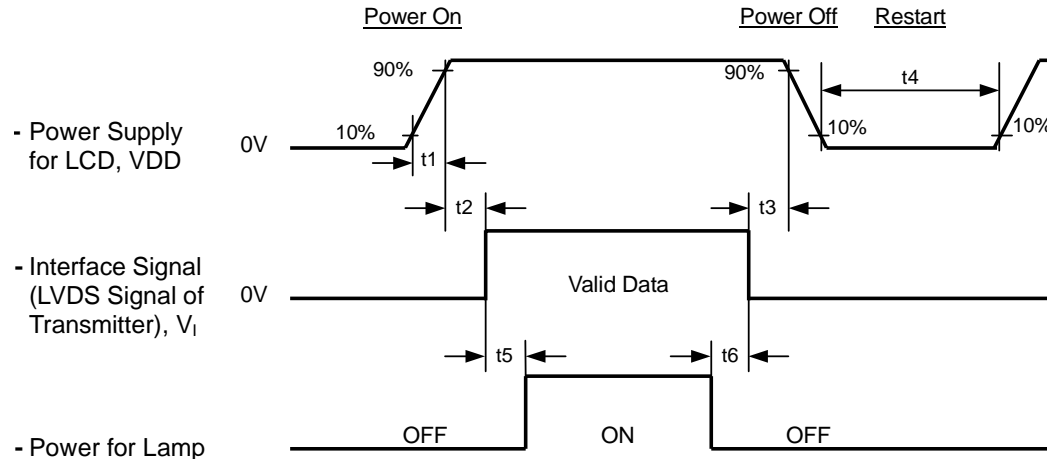 Power On
Power Off
Restart
90%
90%
t4
10%
10%
10%
- Power Supply
for LCD, VDD
0V
t1
t2
t3
- Interface Signal
(LVDS Signal of
Transmitter), VI
0V
Valid Data
t5
t6
- Power for Lamp
OFF
ON
OFF